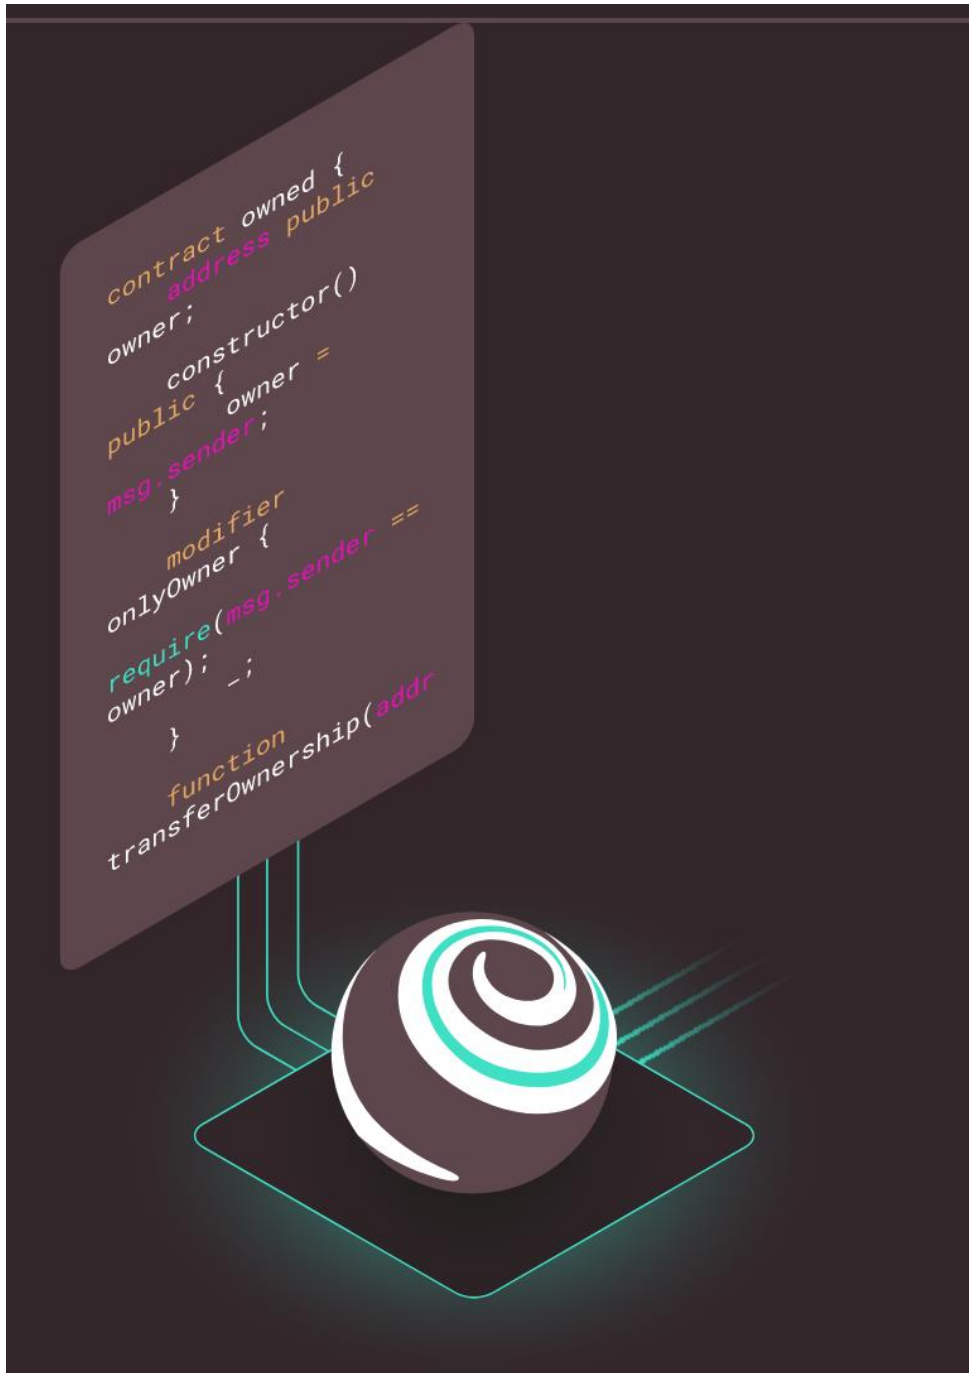 contract owned {
address public
owner;
constructor()
public {
owner =
msg.sender;
}
modifier
onlyOwner {
require(msg.sender ==
owner);
_;
}
function
transferOwnership(addr